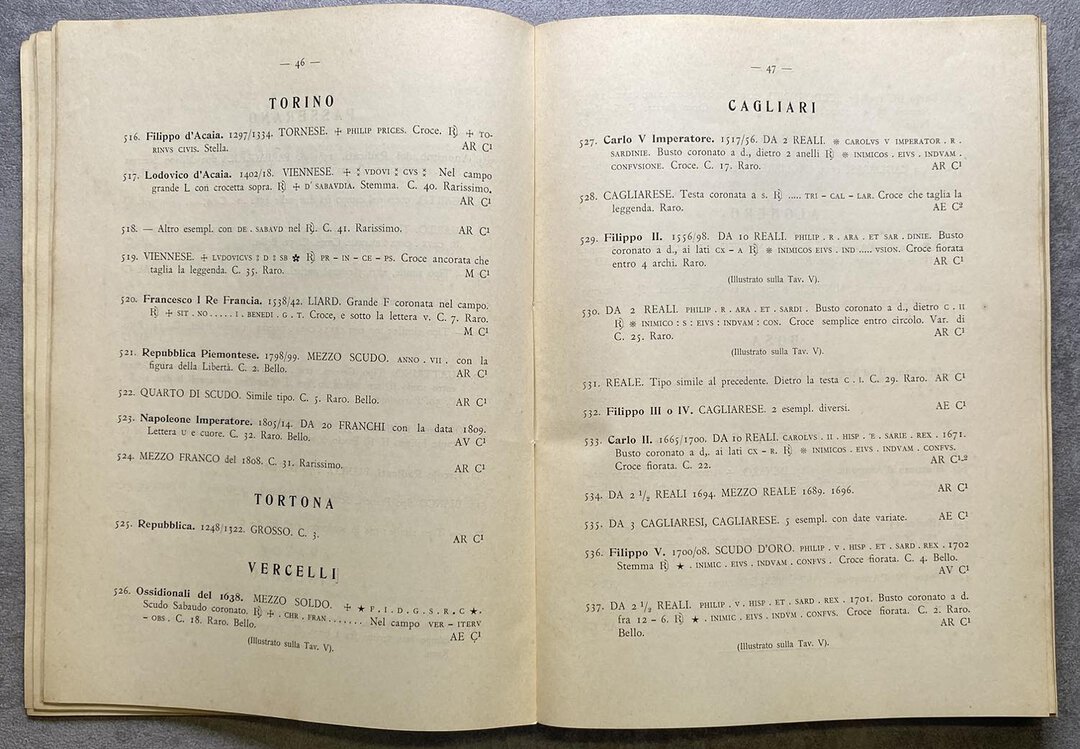 — 46 —
TORINO
516. Filippo d'Acaia. 1297/1334. TORNESE. ✢ PHILIP PRICES. Croce. ℟ ✢ TO-
RINVS CIVIS. Stella. AR C¹
517. Lodovico d'Acaia. 1402/18. VIENNESE. ✢ ⦂ VDOVI ⦂ CVS ⦂ Nel campo
grande L con crocetta sopra. ℟ ✢ D' SABAVDIA. Stemma. C. 40. Rarissimo.
AR C¹
518. — Altro esempl. con DE . SABAVD nel ℟. C. 41. Rarissimo. AR C¹
519. VIENNESE. ✢ LVDOVICVS ⦂ D ⦂ SB ✿ ℟ PR – IN – CE – PS. Croce ancorata che
taglia la leggenda. C. 35. Raro. M C¹
520. Francesco I Re Francia. 1538/42. LIARD. Grande F coronata nel campo.
℟ ✢ SIT . NO . . . . . I . BENEDI . G . T. Croce, e sotto la lettera V. C. 7. Raro.
M C¹
521. Repubblica Piemontese. 1798/99. MEZZO SCUDO. ANNO . VII . con la
figura della Libertà. C. 2. Bello. AR C¹
522. QUARTO DI SCUDO. Simile tipo. C. 5. Raro. Bello. AR C¹
523. Napoleone Imperatore. 1805/14. DA 20 FRANCHI con la data 1809.
Lettera U e cuore. C. 32. Raro. Bello. AV C¹
524. MEZZO FRANCO del 1808. C. 31. Rarissimo. AR C¹
TORTONA
525. Repubblica. 1248/1322. GROSSO. C. 3. AR C¹
VERCELLI
526. Ossidionali del 1638. MEZZO SOLDO. ✢ ★ F . I . D . G . S . R . C ★.
Scudo Sabaudo coronato. ℟ ✢ . CHR . FRAN . . . . . . . Nel campo VER – ITERV
– OBS . C. 18. Raro. Bello. AE C¹
(Illustrato sulla Tav. V).
— 47 —
CAGLIARI
527. Carlo V Imperatore. 1517/56. DA 2 REALI. ※ CAROLVS V IMPERATOR . R .
SARDINIE. Busto coronato a d., dietro 2 anelli ℟ ※ INIMICOS . EIVS . INDVAM .
CONFVSIONE. Croce. C. 17. Raro. AR C¹
528. CAGLIARESE. Testa coronata a s. ℟ ..... TRI – CAL – LAR. Croce che taglia la
leggenda. Raro. AE C²
529. Filippo II. 1556/98. DA 10 REALI. PHILIP . R . ARA . ET SAR . DINIE. Busto
coronato a d., ai lati CX – A ℟ ※ INIMICOS EIVS . IND ..... VSION. Croce fiorata
entro 4 archi. Raro. AR C¹
(Illustrato sulla Tav. V).
530. DA 2 REALI. PHILIP . R . ARA . ET . SARDI . Busto coronato a d., dietro C . II
℟ ※ INIMICO : S : EIVS : INDVAM : CON. Croce semplice entro circolo. Var. di
C. 25. Raro. AR C¹
(Illustrato sulla Tav. V).
531. REALE. Tipo simile al precedente. Dietro la testa C . I. C. 29. Raro. AR C¹
532. Filippo III o IV. CAGLIARESE. 2 esempl. diversi. AE C¹
533. Carlo II. 1665/1700. DA 10 REALI. CAROLVS . II . HISP . 'E . SARIE . REX . 1671.
Busto coronato a d,. ai lati CX – R. ℟ ※ INIMICOS . EIVS . INDVAM . CONFVS.
Croce fiorata. C. 22. AR C¹-²
534. DA 2 ¹/₂ REALI 1694. MEZZO REALE 1689. 1696. AR C¹
535. DA 3 CAGLIARESI, CAGLIARESE. 5 esempl. con date variate. AE C¹
536. Filippo V. 1700/08. SCUDO D'ORO. PHILIP . V . HISP . ET . SARD . REX . 1702
Stemma ℟ ★ . INIMIC . EIVS . INDVAM . CONFVS . Croce fiorata. C. 4. Bello.
AV C¹
537. DA 2 ¹/₂ REALI. PHILIP . V . HISP . ET . SARD . REX . 1701. Busto coronato a d.
fra 12 – 6. ℟ ★ . INIMIC . EIVS . INDVM . CONFVS. Croce fiorata. C. 2. Raro.
Bello. AR C¹
(Illustrato sulla Tav. V).